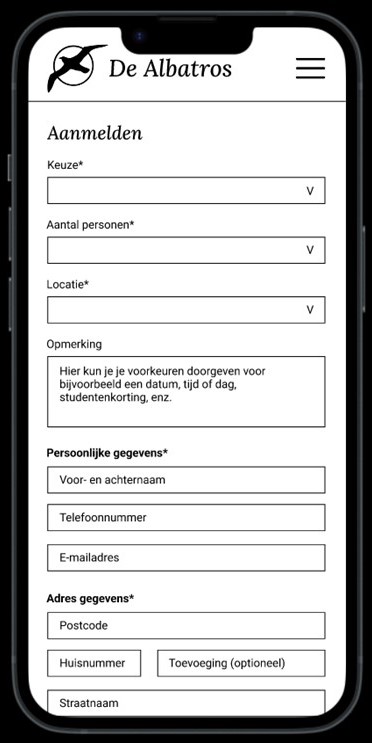 De Albatros
Aanmelden
Keuze*
V
Aantal personen*
V
Locatie*
V
Opmerking
Hier kun je je voorkeuren doorgeven voor
bijvoorbeeld een datum, tijd of dag,
studentenkorting, enz.
Persoonlijke gegevens*
Voor- en achternaam
Telefoonnummer
E-mailadres
Adres gegevens*
Postcode
Huisnummer
Toevoeging (optioneel)
Straatnaam